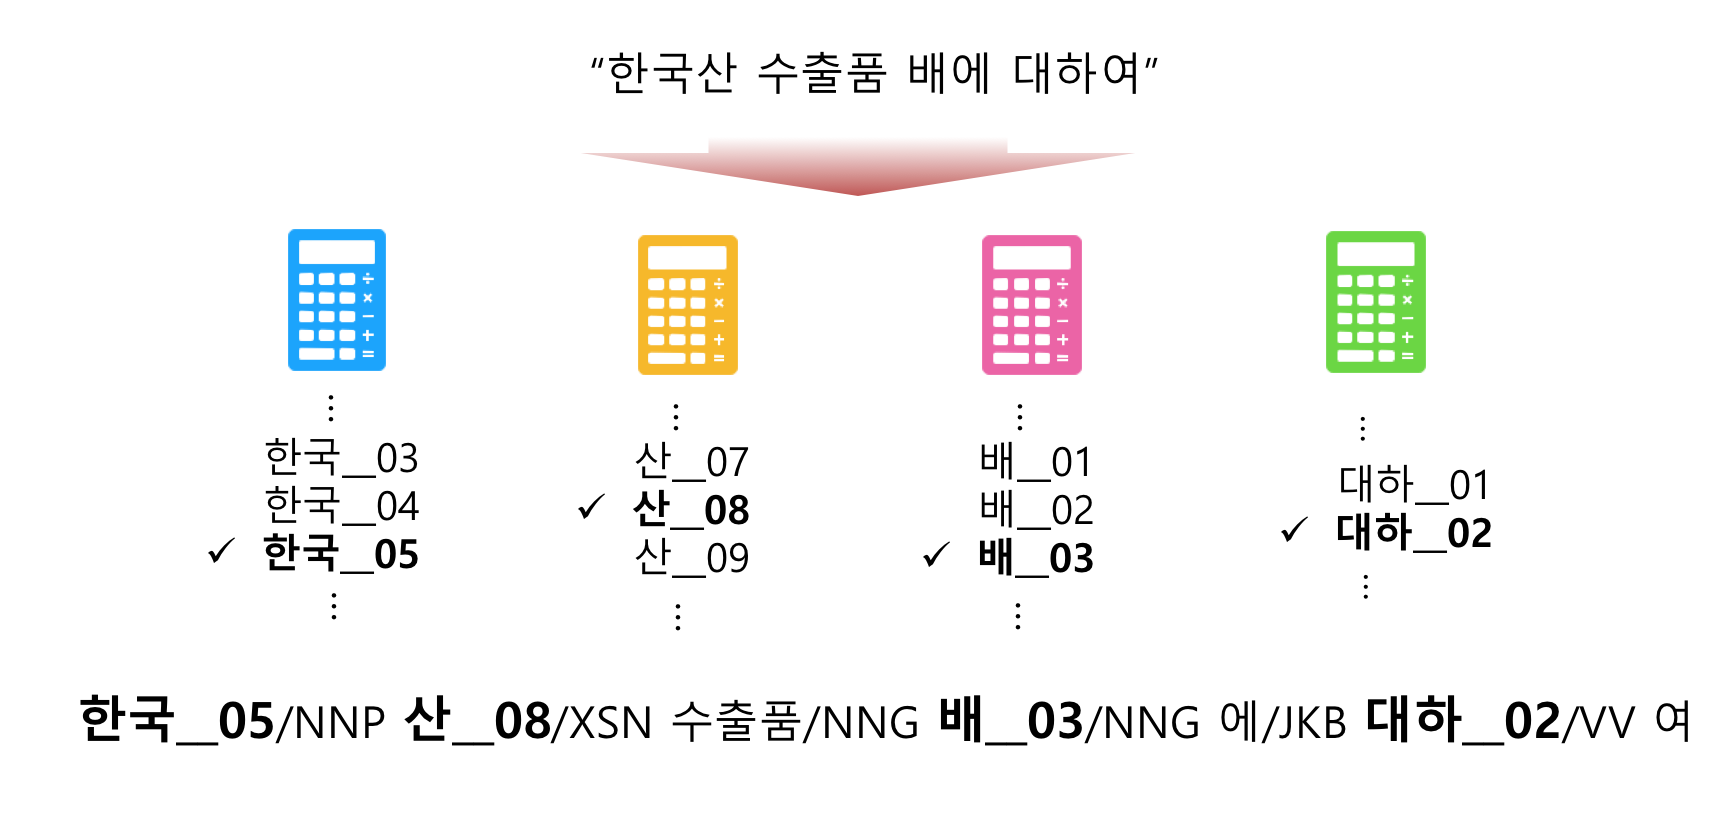 “한국산 수출품 배에 대하여”
⋮
한국__03
한국__04
✓ 한국__05
⋮
⋮
산__07
✓ 산__08
산__09
⋮
⋮
배__01
배__02
✓ 배__03
⋮
⋮
대하__01
✓ 대하__02
⋮
한국__05/NNP 산__08/XSN 수출품/NNG 배__03/NNG 에/JKB 대하__02/VV 여